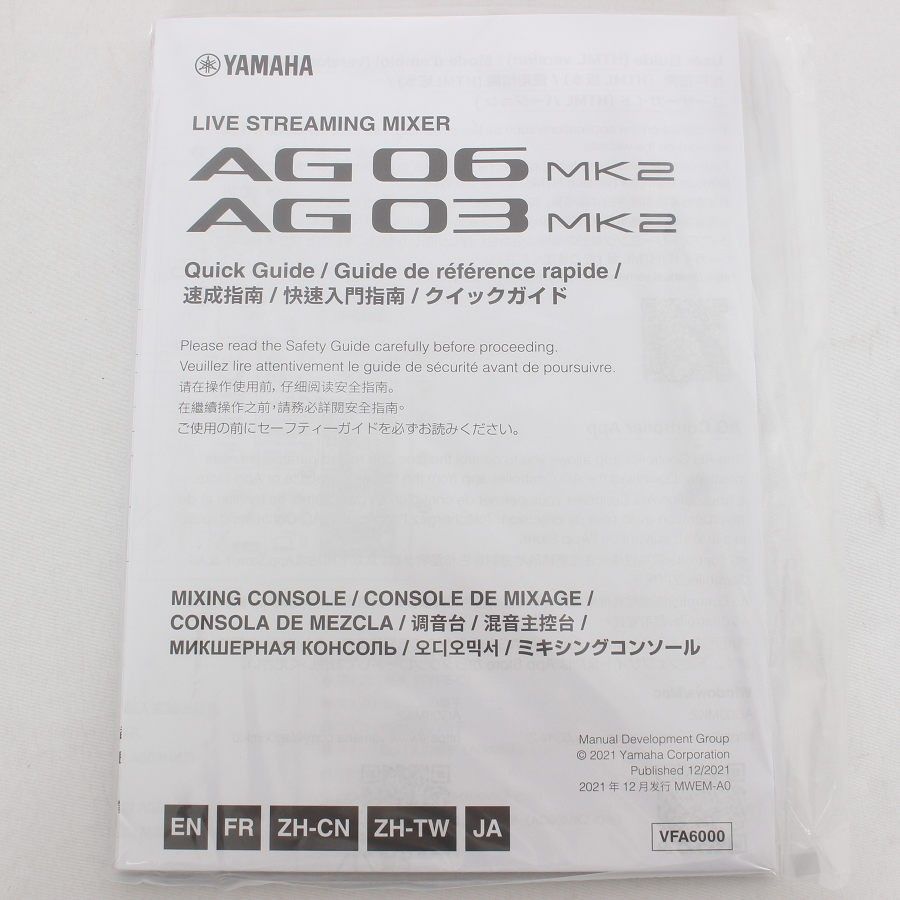 YAMAHA
LIVE STREAMING MIXER
AG06 MK2
AG03 MK2
Quick Guide / Guide de référence rapide /
速成指南 / 快速入門指南 / クイックガイド
Please read the Safety Guide carefully before proceeding.
Veuillez lire attentivement le guide de sécurité avant de poursuivre.
请在操作使用前，仔细阅读安全指南。
在繼續操作之前，請務必詳閱安全指南。
ご使用の前にセーフティーガイドを必ずお読みください。
MIXING CONSOLE / CONSOLE DE MIXAGE /
CONSOLA DE MEZCLA / 调音台 / 混音主控台 /
МИКШЕРНАЯ КОНСОЛЬ / 오디오믹서 / ミキシングコンソール
Manual Development Group
© 2021 Yamaha Corporation
Published 12/2021
2021 年 12 月发行 MWEM-A0
EN FR ZH-CN ZH-TW JA
VFA6000